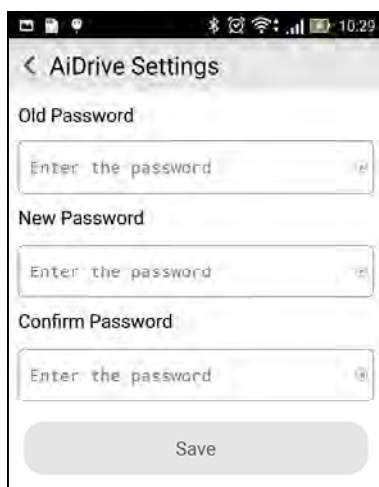 10:29
< AiDrive Settings
Old Password
Enter the password
New Password
Enter the password
Confirm Password
Enter the password
Save